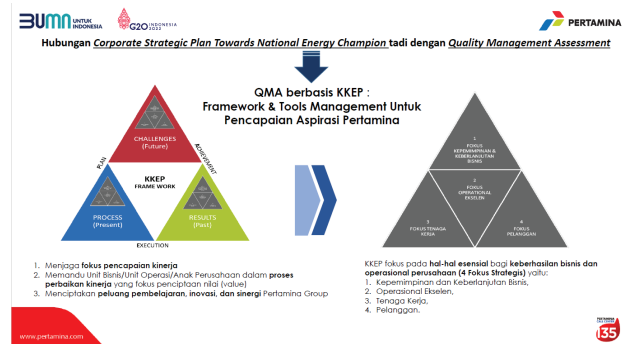 BUMN UNTUK INDONESIA
G20 INDONESIA 2022
PERTAMINA
Hubungan Corporate Strategic Plan Towards National Energy Champion tadi dengan Quality Management Assessment
QMA berbasis KKEP :
Framework & Tools Management Untuk
Pencapaian Aspirasi Pertamina
CHALLENGES
(Future)
PLAN
ACHIEVEMENT
KKEP
FRAME WORK
PROCESS
(Present)
RESULTS
(Past)
EXECUTION
1
FOKUS
KEPEMIMPINAN &
KEBERLANJUTAN
BISNIS
FOKUS
OPERASIONAL
EKSELEN
3
FOKUS TENAGA
KERJA
4
FOKUS
PELANGGAN
1. Menjaga fokus pencapaian kinerja
2. Memandu Unit Bisnis/Unit Operasi/Anak Perusahaan dalam proses
perbaikan kinerja yang fokus penciptaan nilai (value)
3. Menciptakan peluang pembelajaran, inovasi, dan sinergi Pertamina Group
KKEP fokus pada hal-hal esensial bagi keberhasilan bisnis dan
operasional perusahaan (4 Fokus Strategis) yaitu:
1. Kepemimpinan dan Keberlanjutan Bisnis,
2. Operasional Ekselen,
3. Tenaga Kerja,
4. Pelanggan.
www.pertamina.com
PERTAMINA
135